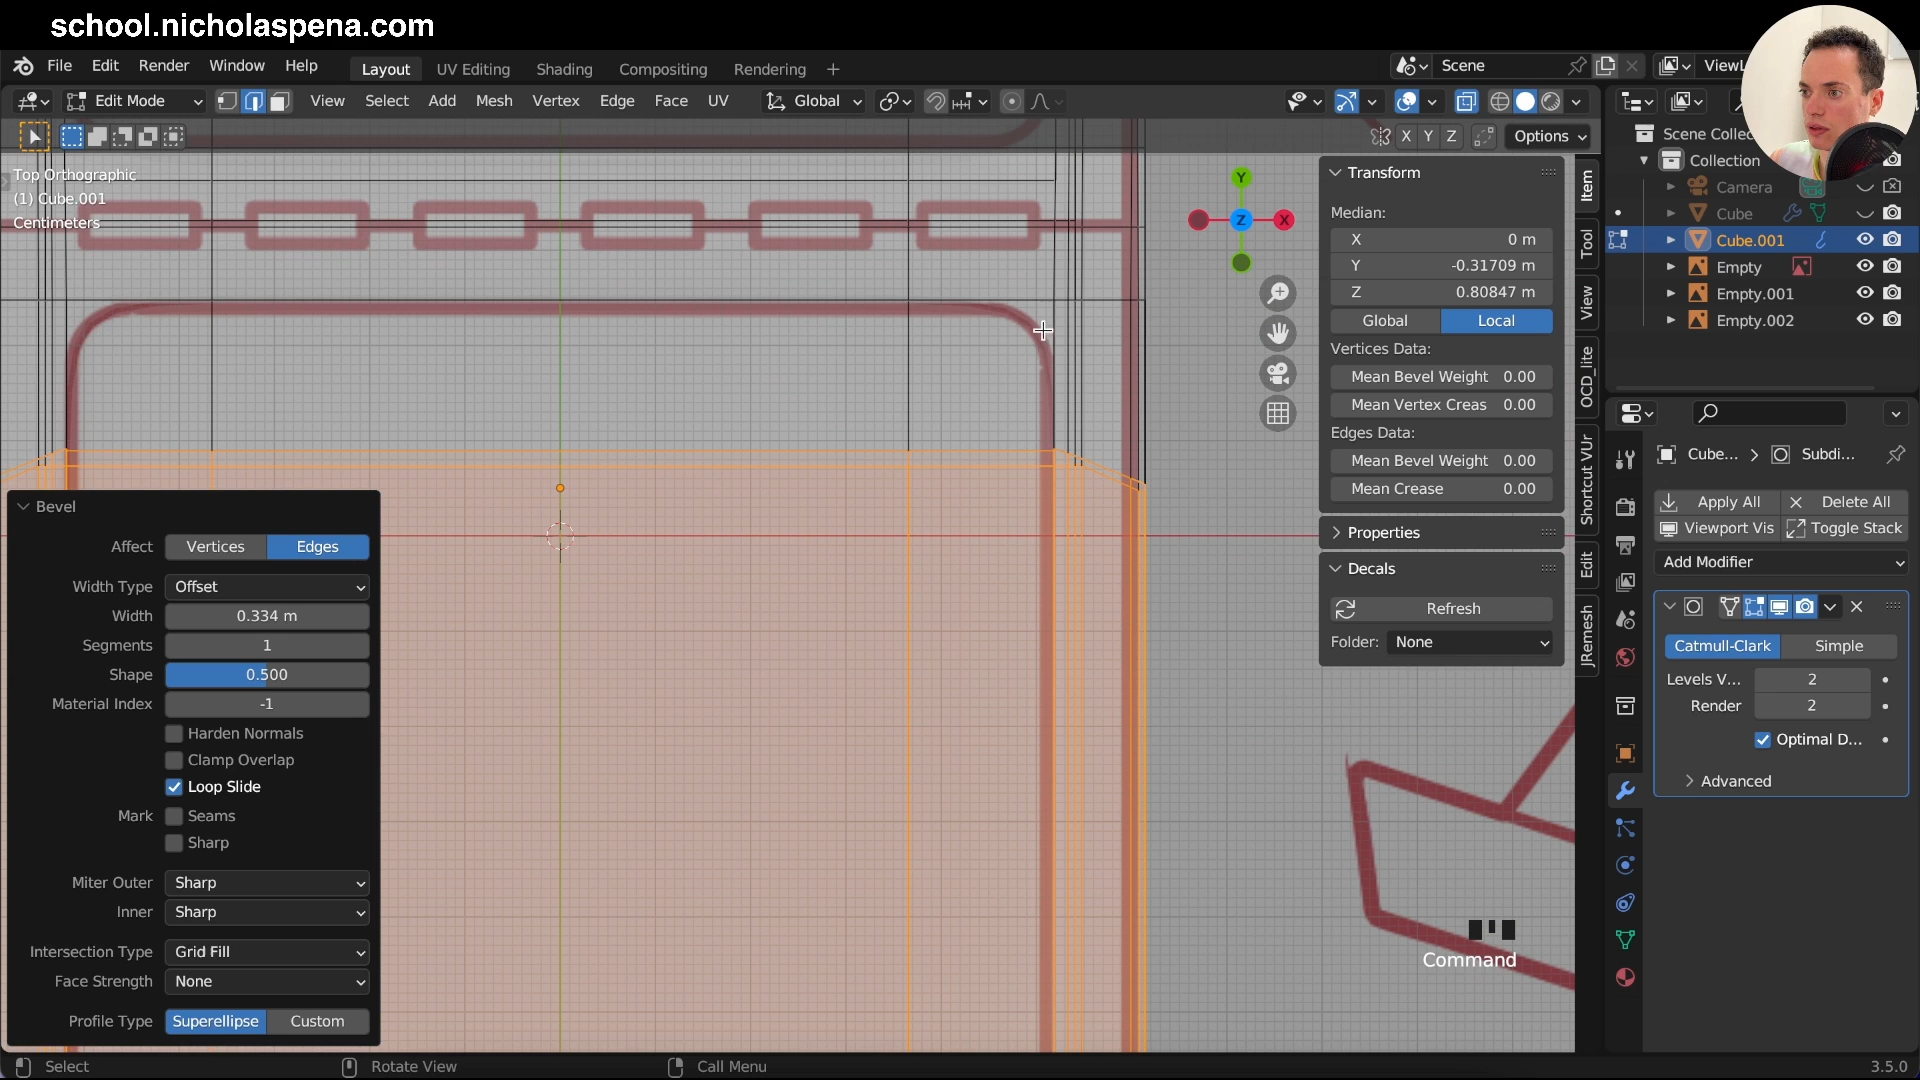 school.nicholaspena.com
File Edit Render Window Help Layout UV Editing Shading Compositing Rendering + Scene ViewL
Edit Mode View Select Add Mesh Vertex Edge Face UV Global
X Y Z Options
Scene Collec
Collection
Camera
Cube
Cube.001
Empty
Empty.001
Empty.002
Top Orthographic
(1) Cube.001
Centimeters
Y
X
Z
Transform
Median:
X 0 m
Y -0.31709 m
Z 0.80847 m
Global Local
Vertices Data:
Mean Bevel Weight 0.00
Mean Vertex Creas 0.00
Edges Data:
Mean Bevel Weight 0.00
Mean Crease 0.00
Properties
Decals
Refresh
Folder: None
Item
Tool
View
OCD_lite
Shortcut VUr
Edit
JRemesh
Bevel
Affect Vertices Edges
Width Type Offset
Width 0.334 m
Segments 1
Shape 0.500
Material Index -1
Harden Normals
Clamp Overlap
Loop Slide
Mark Seams
Sharp
Miter Outer Sharp
Inner Sharp
Intersection Type Grid Fill
Face Strength None
Profile Type Superellipse Custom
Cube... > Subdi...
Apply All Delete All
Viewport Vis Toggle Stack
Add Modifier
Catmull-Clark Simple
Levels V... 2
Render 2
Optimal D...
Advanced
Command
Select Rotate View Call Menu 3.5.0